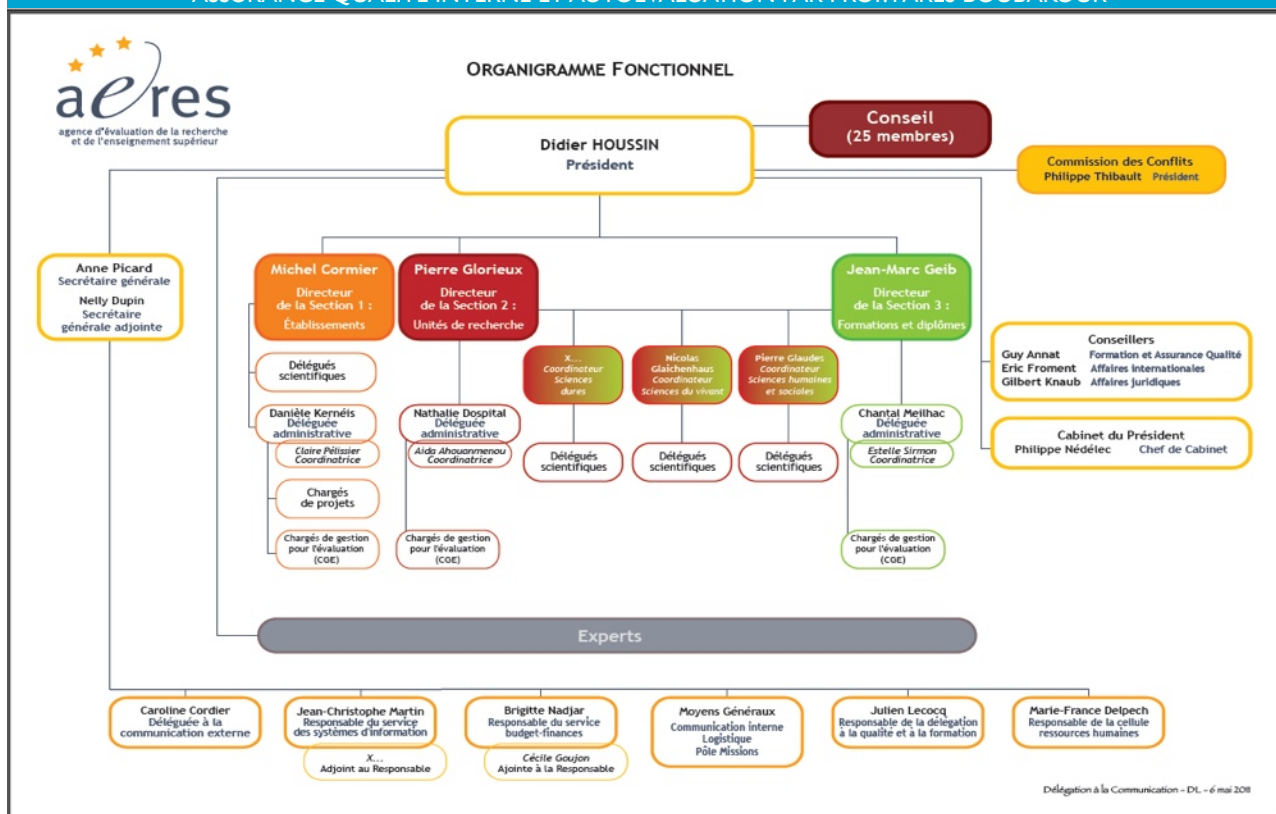 ASSURANCE QUALITE INTERNE ET AUTOEVALUATION PAR PR.IFFARES BOUBAKOUR
aeres
agence d'évaluation de la recherche
et de l'enseignement supérieur
ORGANIGRAMME FONCTIONNEL
Didier HOUSSIN
Président
Conseil
(25 membres)
Commission des Conflits
Philippe Thibault Président
Anne Picard
Secrétaire générale
Nelly Dupin
Secrétaire
générale adjointe
Michel Cormier
Directeur
de la Section 1 :
Établissements
Pierre Glorieux
Directeur
de la Section 2 :
Unités de recherche
Jean-Marc Geib
Directeur
de la Section 3 :
Formations et diplômes
Conseillers
Guy Annat Formation et Assurance Qualité
Eric Froment Affaires internationales
Gilbert Knaub Affaires juridiques
Cabinet du Président
Philippe Nédélec Chef de Cabinet
X...
Coordinateur
Sciences
dures
Nicolas
Glaichenhaus
Coordinateur
Sciences du vivant
Pierre Glaudes
Coordinateur
Sciences humaines
et sociales
Délégués
scientifiques
Danièle Kernéis
Déléguée
administrative
Claire Pélissier
Coordinatrice
Chargés
de projets
Chargés de gestion
pour l'évaluation
(CGE)
Nathalie Dospital
Déléguée
administrative
Aida Ahouanmenou
Coordinatrice
Chargés de gestion
pour l'évaluation
(CGE)
Délégués
scientifiques
Délégués
scientifiques
Délégués
scientifiques
Chantal Meilhac
Déléguée
administrative
Estelle Sirmon
Coordinatrice
Chargés de gestion
pour l'évaluation
(CGE)
Experts
Caroline Cordier
Déléguée à la
communication externe
Jean-Christophe Martin
Responsable du service
des systèmes d'information
X...
Adjoint au Responsable
Brigitte Nadjar
Responsable du service
budget-finances
Cécile Goujon
Ajointe à la Responsable
Moyens Généraux
Communication interne
Logistique
Pôle Missions
Julien Lecocq
Responsable de la délégation
à la qualité et à la formation
Marie-France Delpech
Responsable de la cellule
ressources humaines
Délégation à la Communication - DL - 6 mai 2011